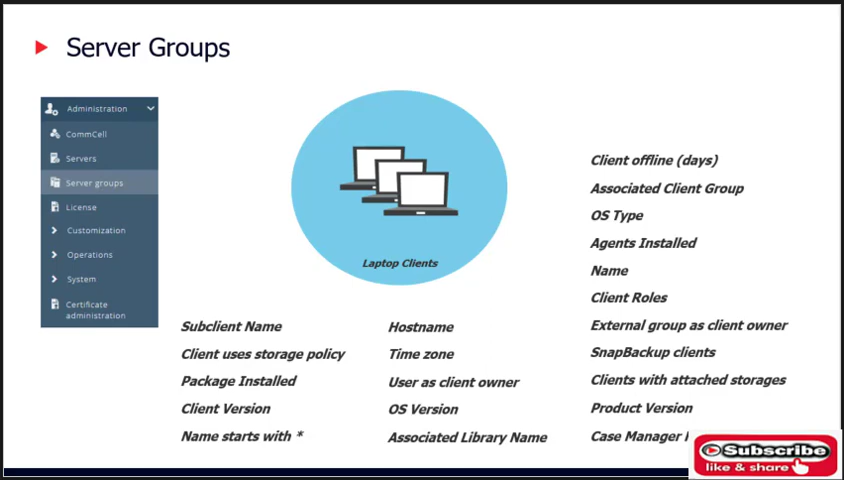 Server Groups
Administration
CommCell
Servers
Server groups
License
Customization
Operations
System
Certificate
administration
Laptop Clients
Subclient Name
Client uses storage policy
Package Installed
Client Version
Name starts with *
Hostname
Time zone
User as client owner
OS Version
Associated Library Name
Client offline (days)
Associated Client Group
OS Type
Agents Installed
Name
Client Roles
External group as client owner
SnapBackup clients
Clients with attached storages
Product Version
Case Manager
Subscribe
like & share